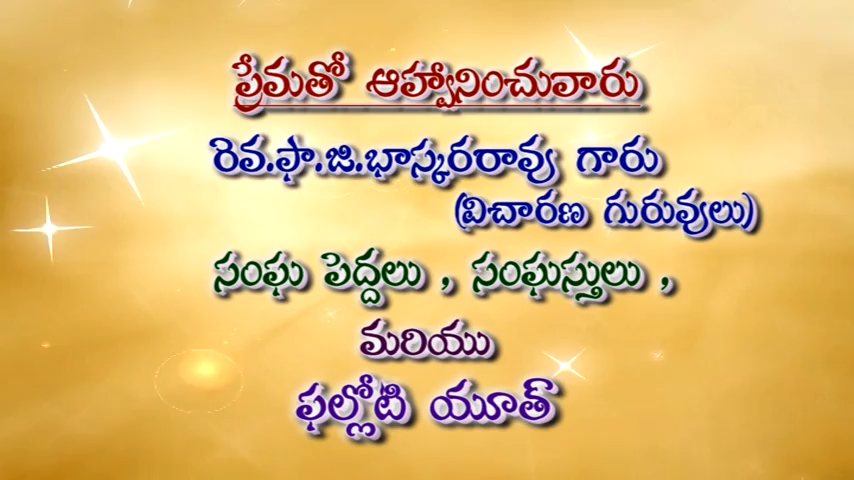 ప్రేమతో ఆహ్వానించువారు
రెవ.ఫా.జి.భాస్కరరావు గారు
(విచారణ గురువులు)
సంఘ పెద్దలు , సంఘస్తులు ,
మరియు
ఫల్లోటి యూత్